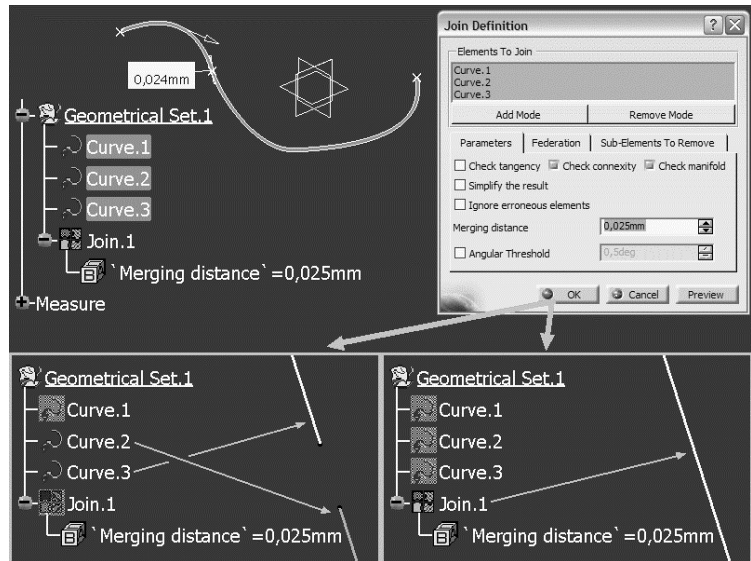 0,024mm
Geometrical Set.1
Curve.1
Curve.2
Curve.3
Join.1
`Merging distance`=0,025mm
Measure
Join Definition
Elements To Join
Curve.1
Curve.2
Curve.3
Add Mode Remove Mode
Parameters Federation Sub-Elements To Remove
Check tangency Check connexity Check manifold
Simplify the result
Ignore erroneous elements
Merging distance 0,025mm
Angular Threshold 0,5deg
OK Cancel Preview
Geometrical Set.1
Curve.1
Curve.2
Curve.3
Join.1
`Merging distance`=0,025mm
Geometrical Set.1
Curve.1
Curve.2
Curve.3
Join.1
`Merging distance`=0,025mm